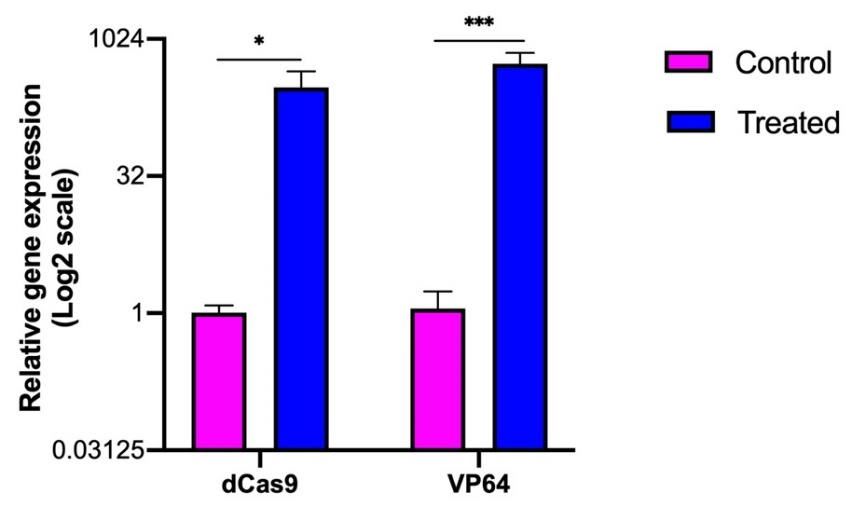 Relative gene expression
(Log2 scale)
1024
32
1
0.03125
*
***
dCas9
VP64
Control
Treated